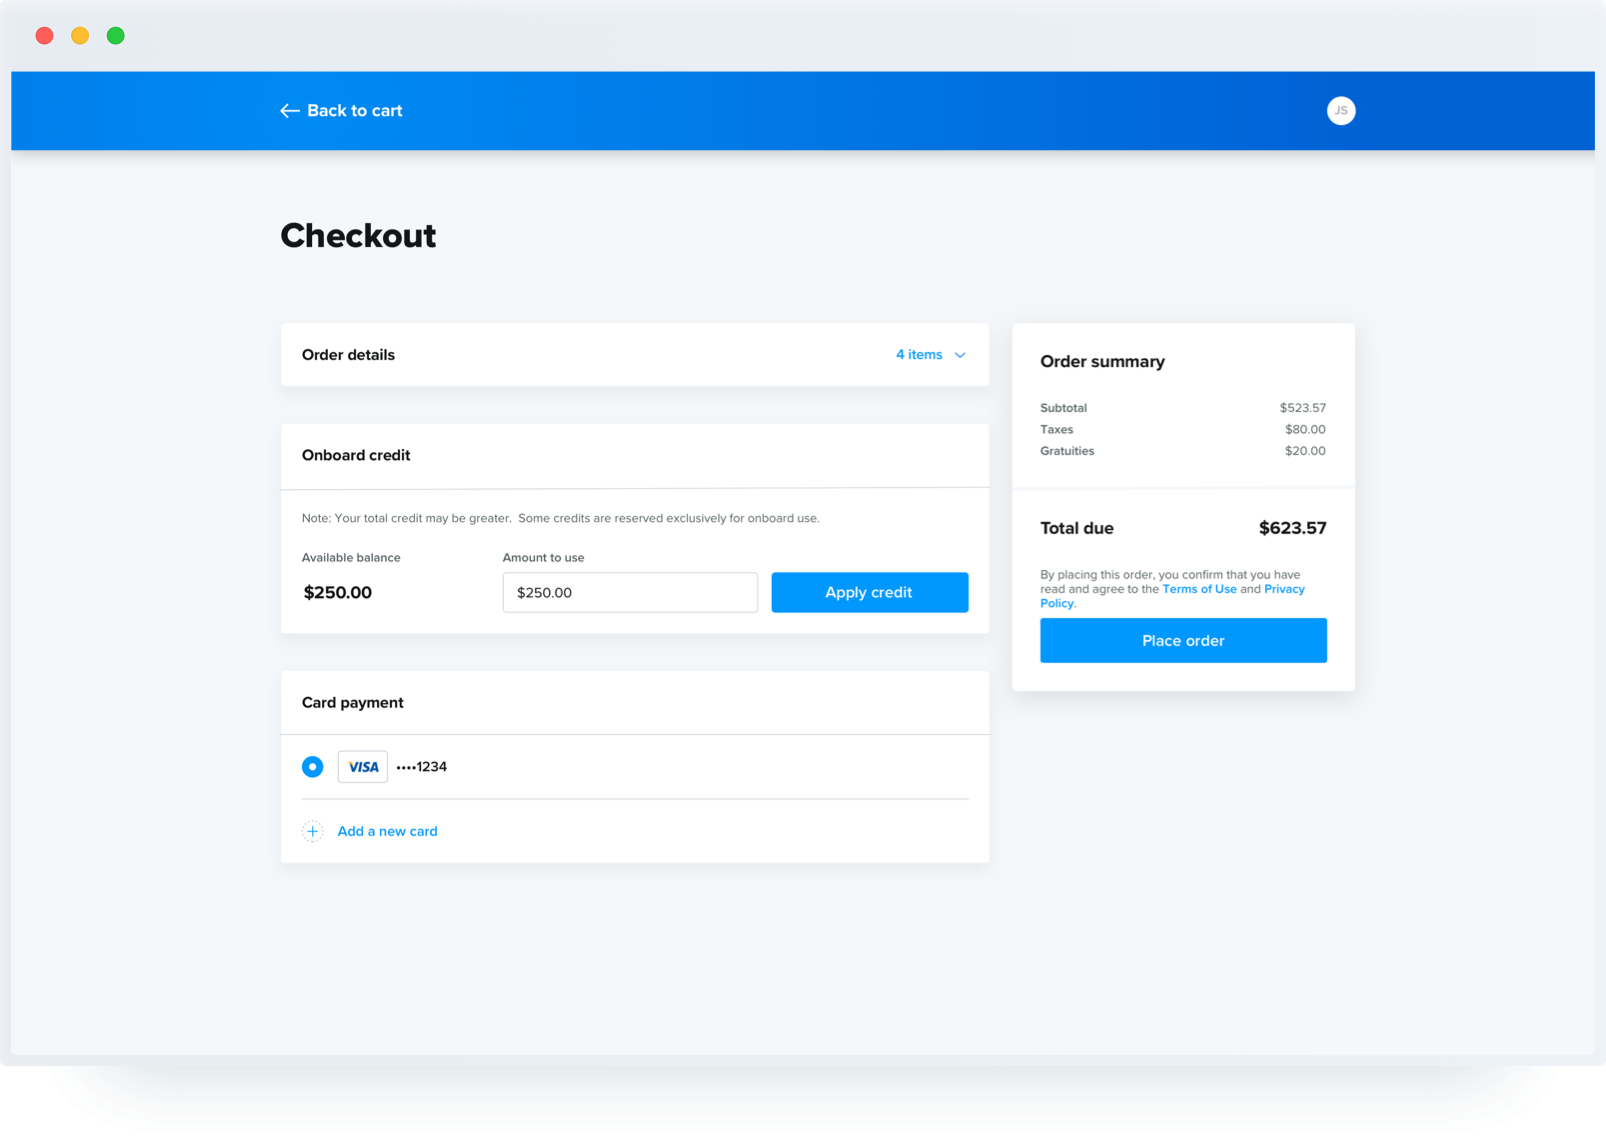 Back to cart
JS
Checkout
Order details
4 items
Onboard credit
Note: Your total credit may be greater.  Some credits are reserved exclusively for onboard use.
Available balance
Amount to use
$250.00
$250.00
Apply credit
Card payment
VISA
••••1234
Add a new card
Order summary
Subtotal $523.57
Taxes $80.00
Gratuities $20.00
Total due $623.57
By placing this order, you confirm that you have
read and agree to the Terms of Use and Privacy
Policy.
Place order